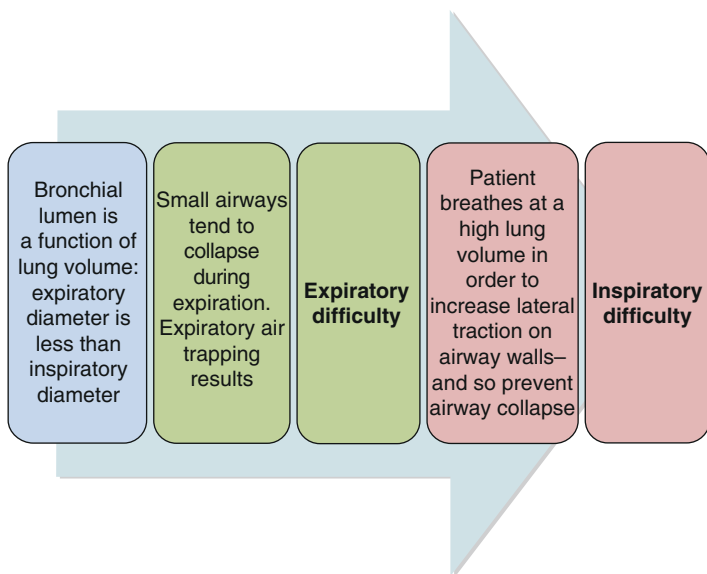 Bronchial
lumen is
a function of
lung volume:
expiratory
diameter is
less than
inspiratory
diameter
Small airways
tend to
collapse
during
expiration.
Expiratory air
trapping
results
Expiratory
difficulty
Patient
breathes at a
high lung
volume in
order to
increase lateral
traction on
airway walls–
and so prevent
airway collapse
Inspiratory
difficulty